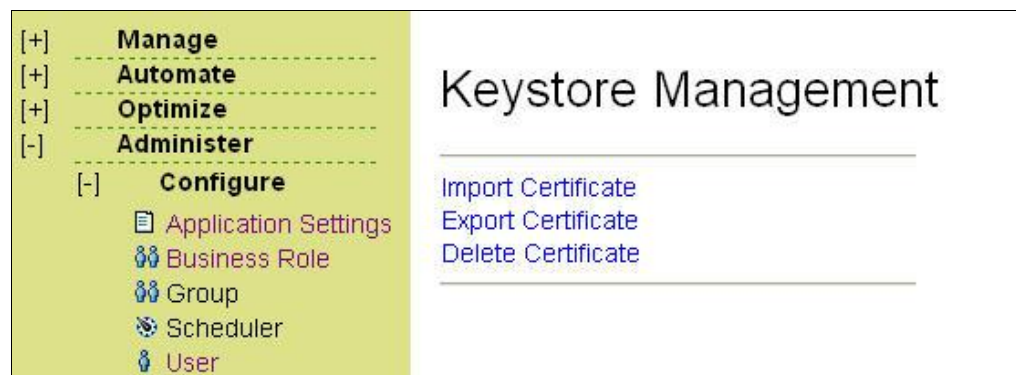 [+] Manage
[+] Automate
[+] Optimize
[-] Administer
[-] Configure
Application Settings
Business Role
Group
Scheduler
User
Keystore Management
Import Certificate
Export Certificate
Delete Certificate